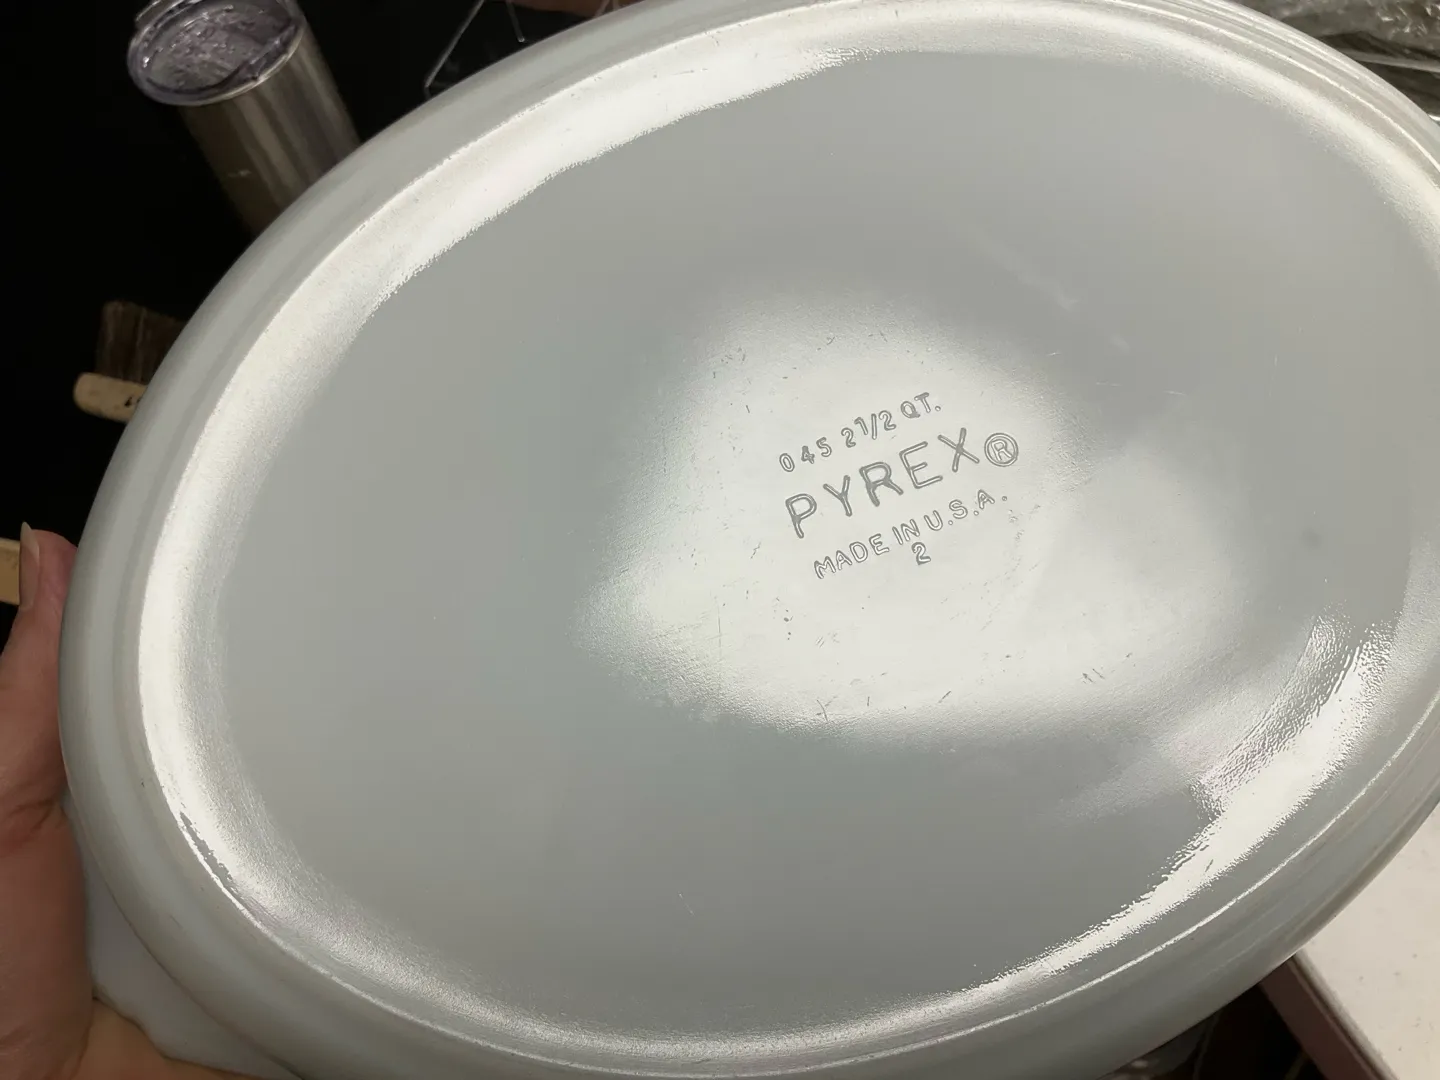 045 2 1/2 QT.
PYREX®
MADE IN U.S.A.
2